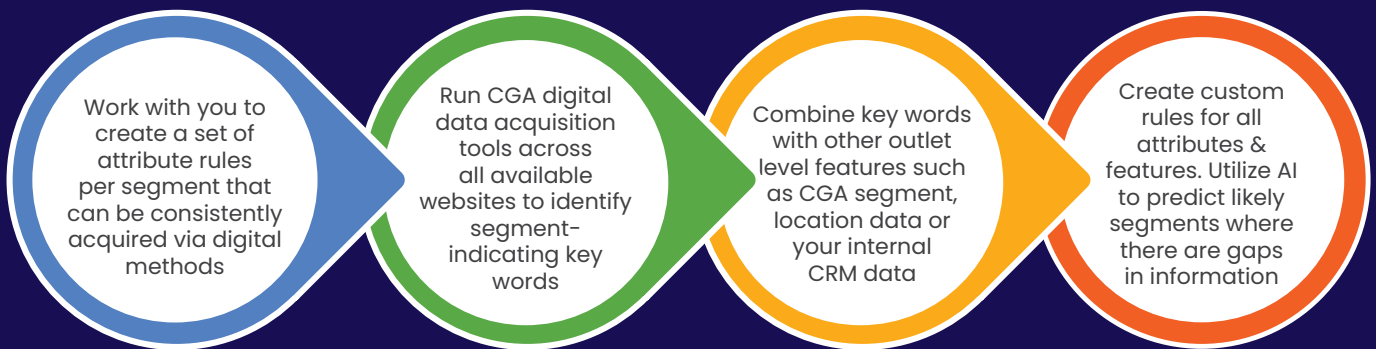 Work with you to
create a set of
attribute rules
per segment that
can be consistently
acquired via digital
methods
Run CGA digital
data acquisition
tools across
all available
websites to identify
segment-
indicating key
words
Combine key words
with other outlet
level features such
as CGA segment,
location data or
your internal
CRM data
Create custom
rules for all
attributes &
features. Utilize AI
to predict likely
segments where
there are gaps
in information